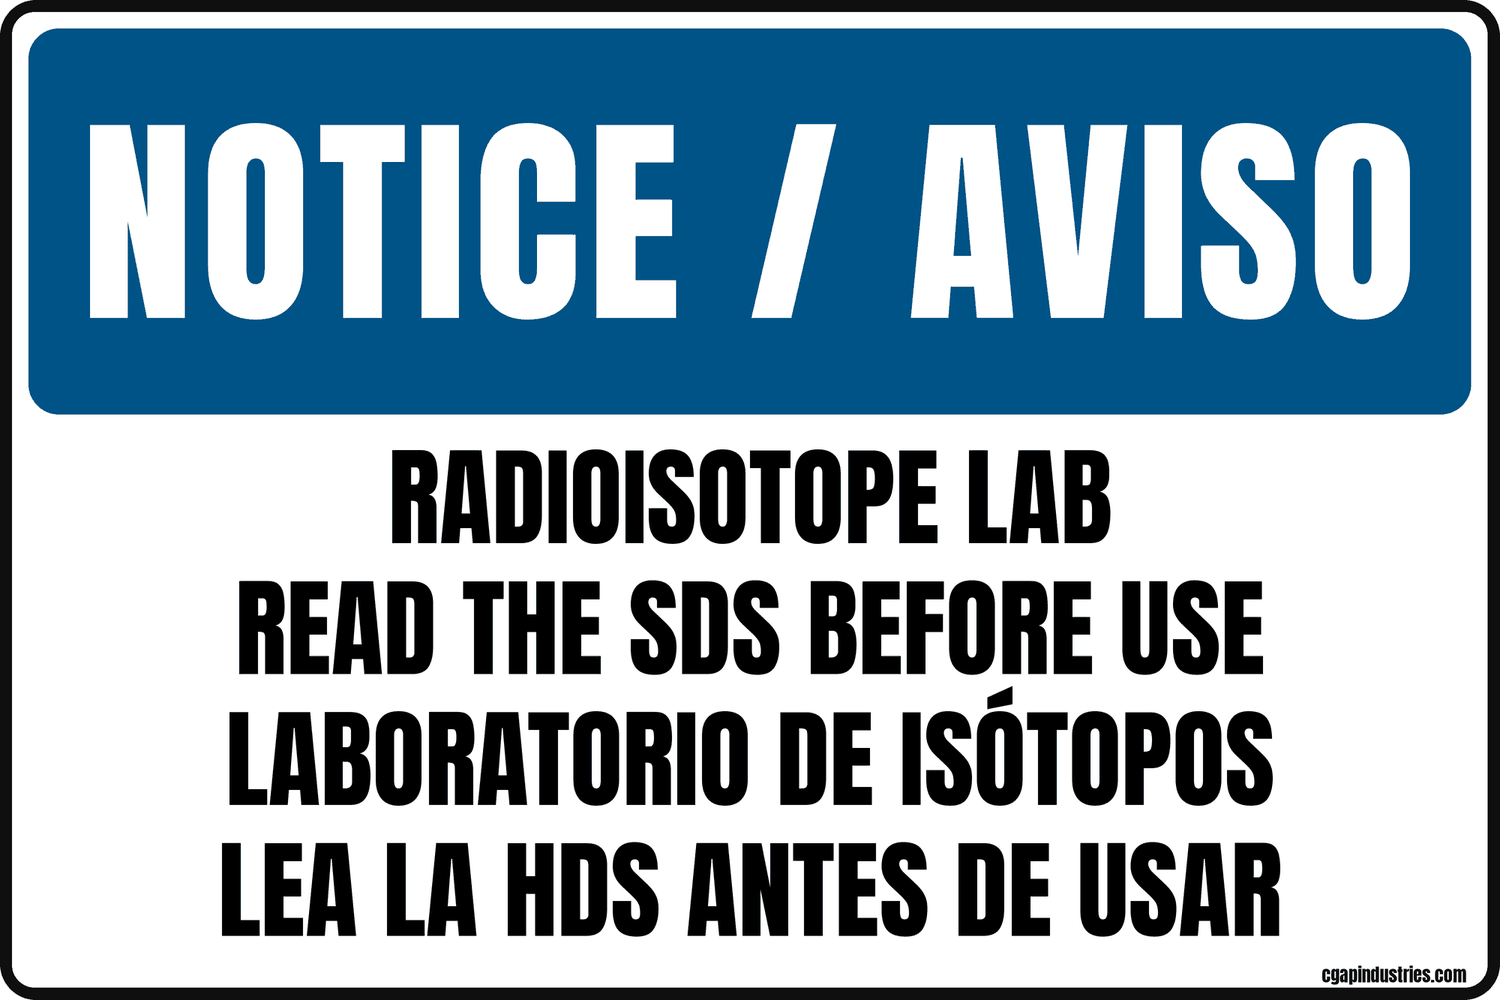 NOTICE / AVISO
RADIOISOTOPE LAB
READ THE SDS BEFORE USE
LABORATORIO DE ISÓTOPOS
LEA LA HDS ANTES DE USAR
cgapindustries.com